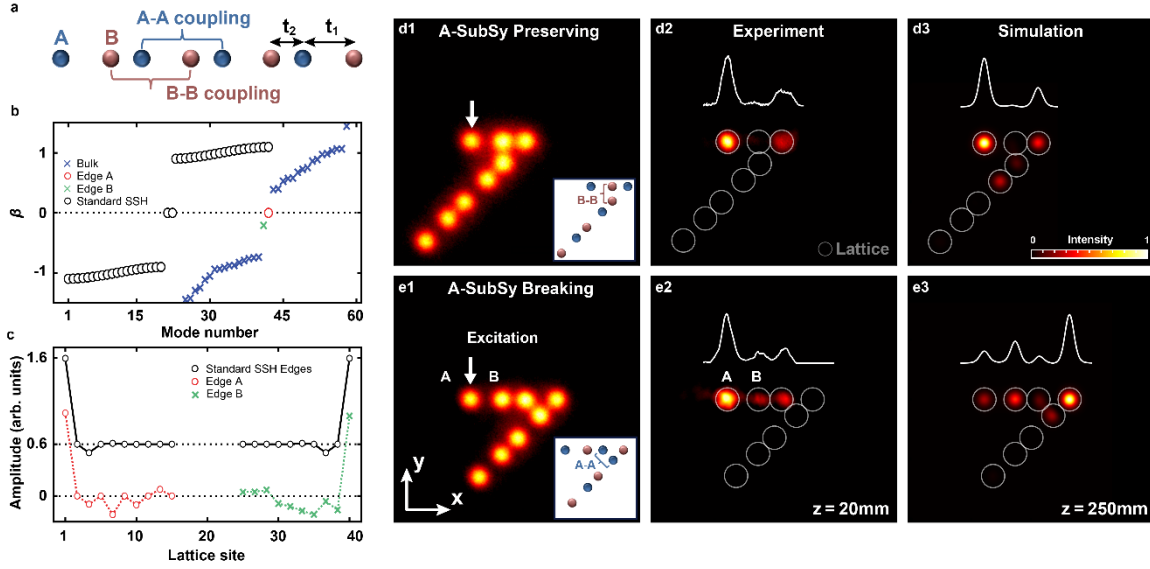 a
A-A coupling
A
B
t2
t1
B-B coupling
b
1
β
0
-1
Bulk
Edge A
Edge B
Standard SSH
1
15
30
45
60
Mode number
c
Amplitude (arb. units)
1.6
0.6
0
Standard SSH Edges
Edge A
Edge B
1
10
20
30
40
Lattice site
d1
A-SubSy Preserving
B-B
d2
Experiment
Lattice
d3
Simulation
0
Intensity
1
e1
A-SubSy Breaking
Excitation
A
B
y
x
A-A
e2
A
B
z = 20mm
e3
z = 250mm